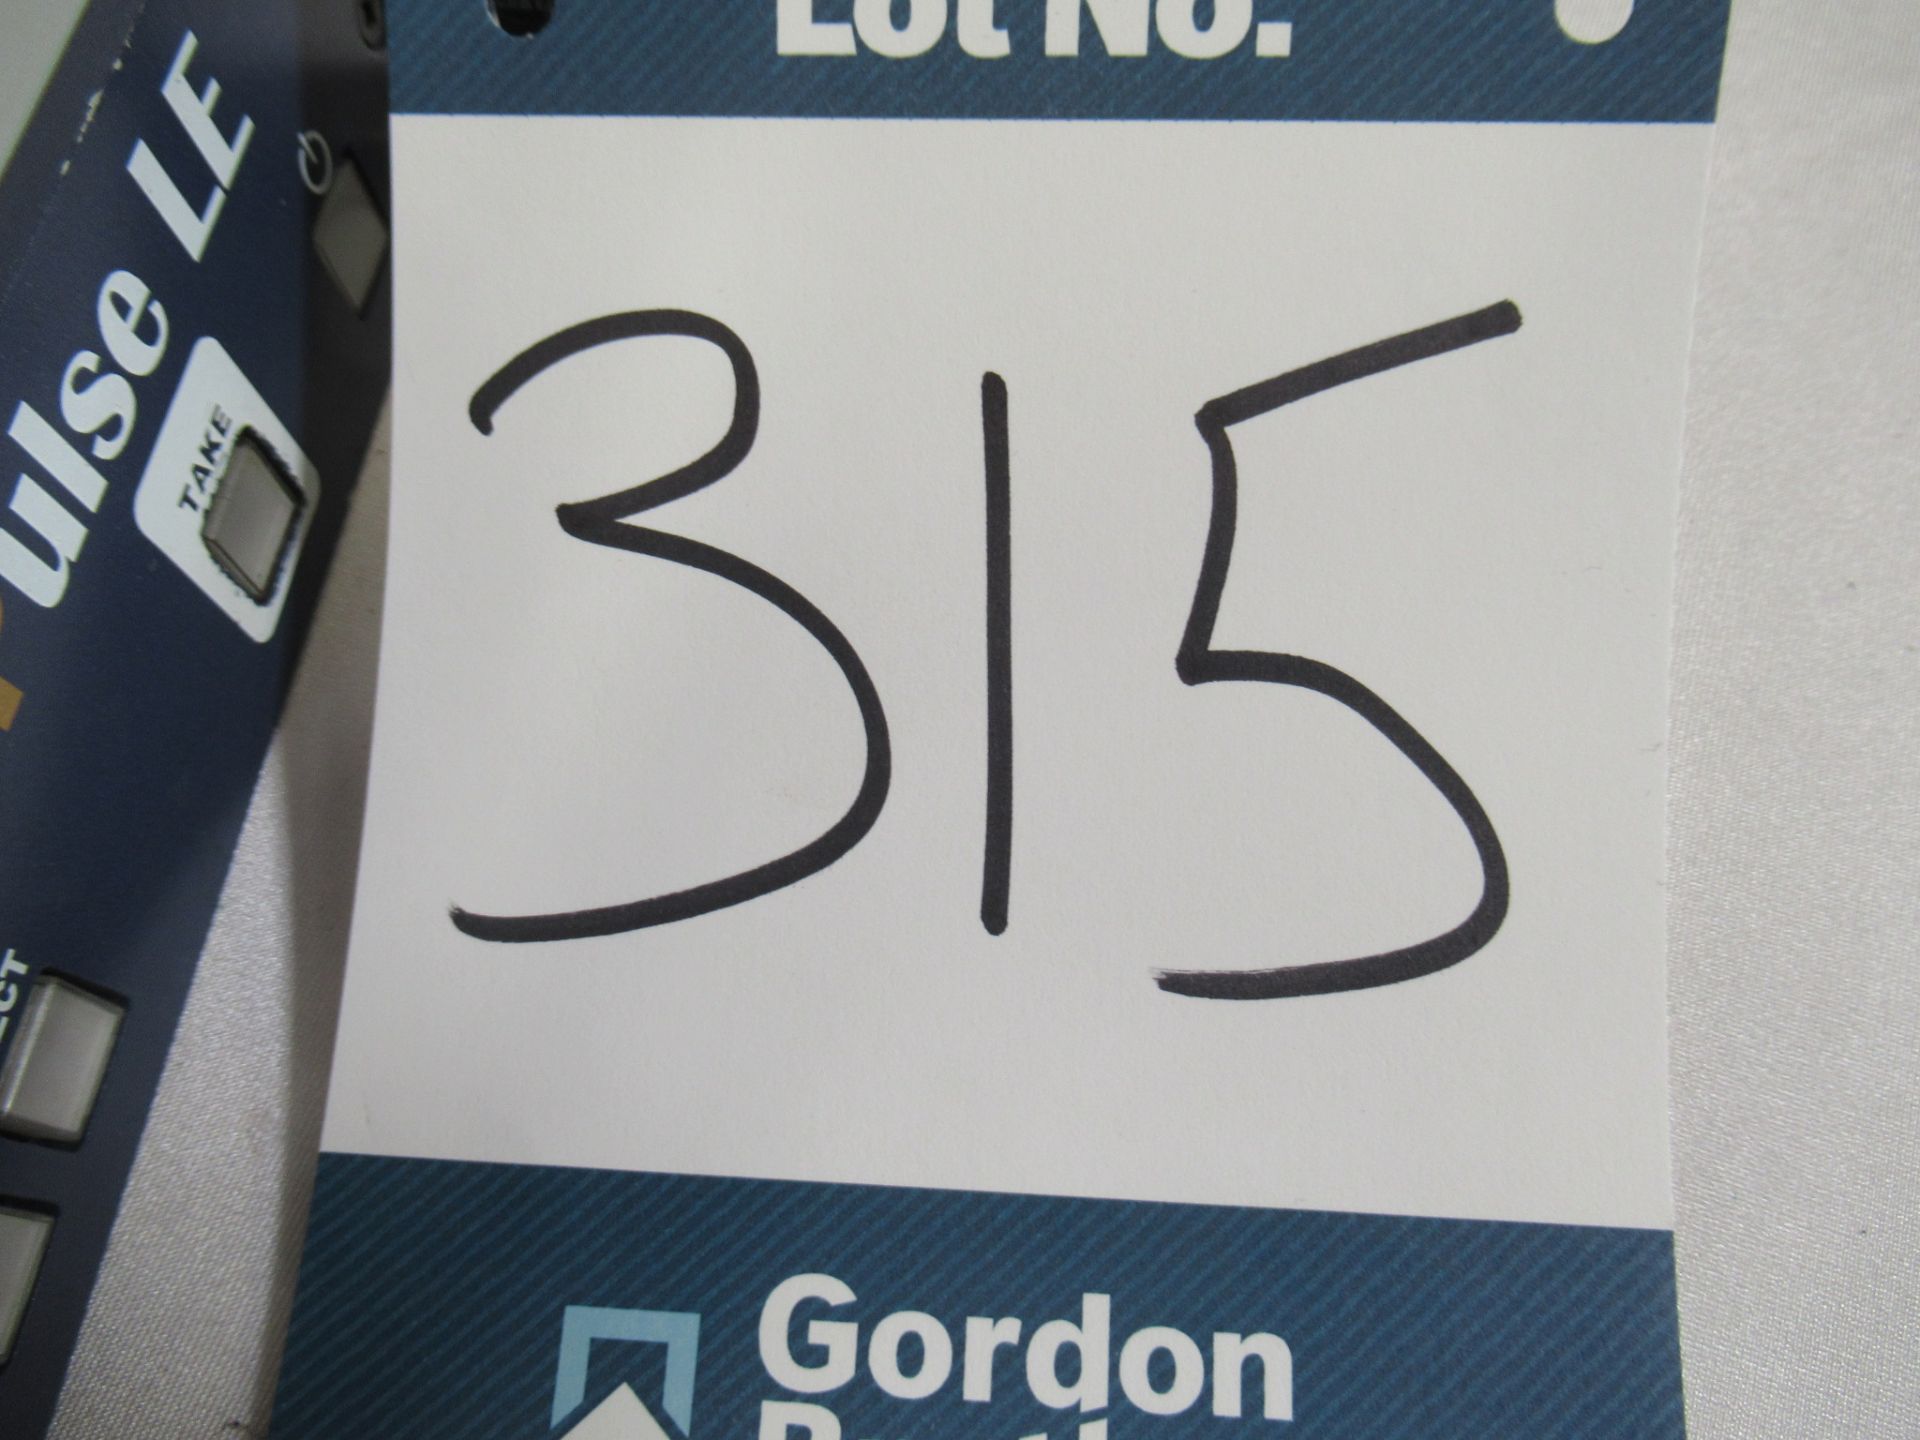 Lot No.
315
Gordon
ulse LE
TAKE